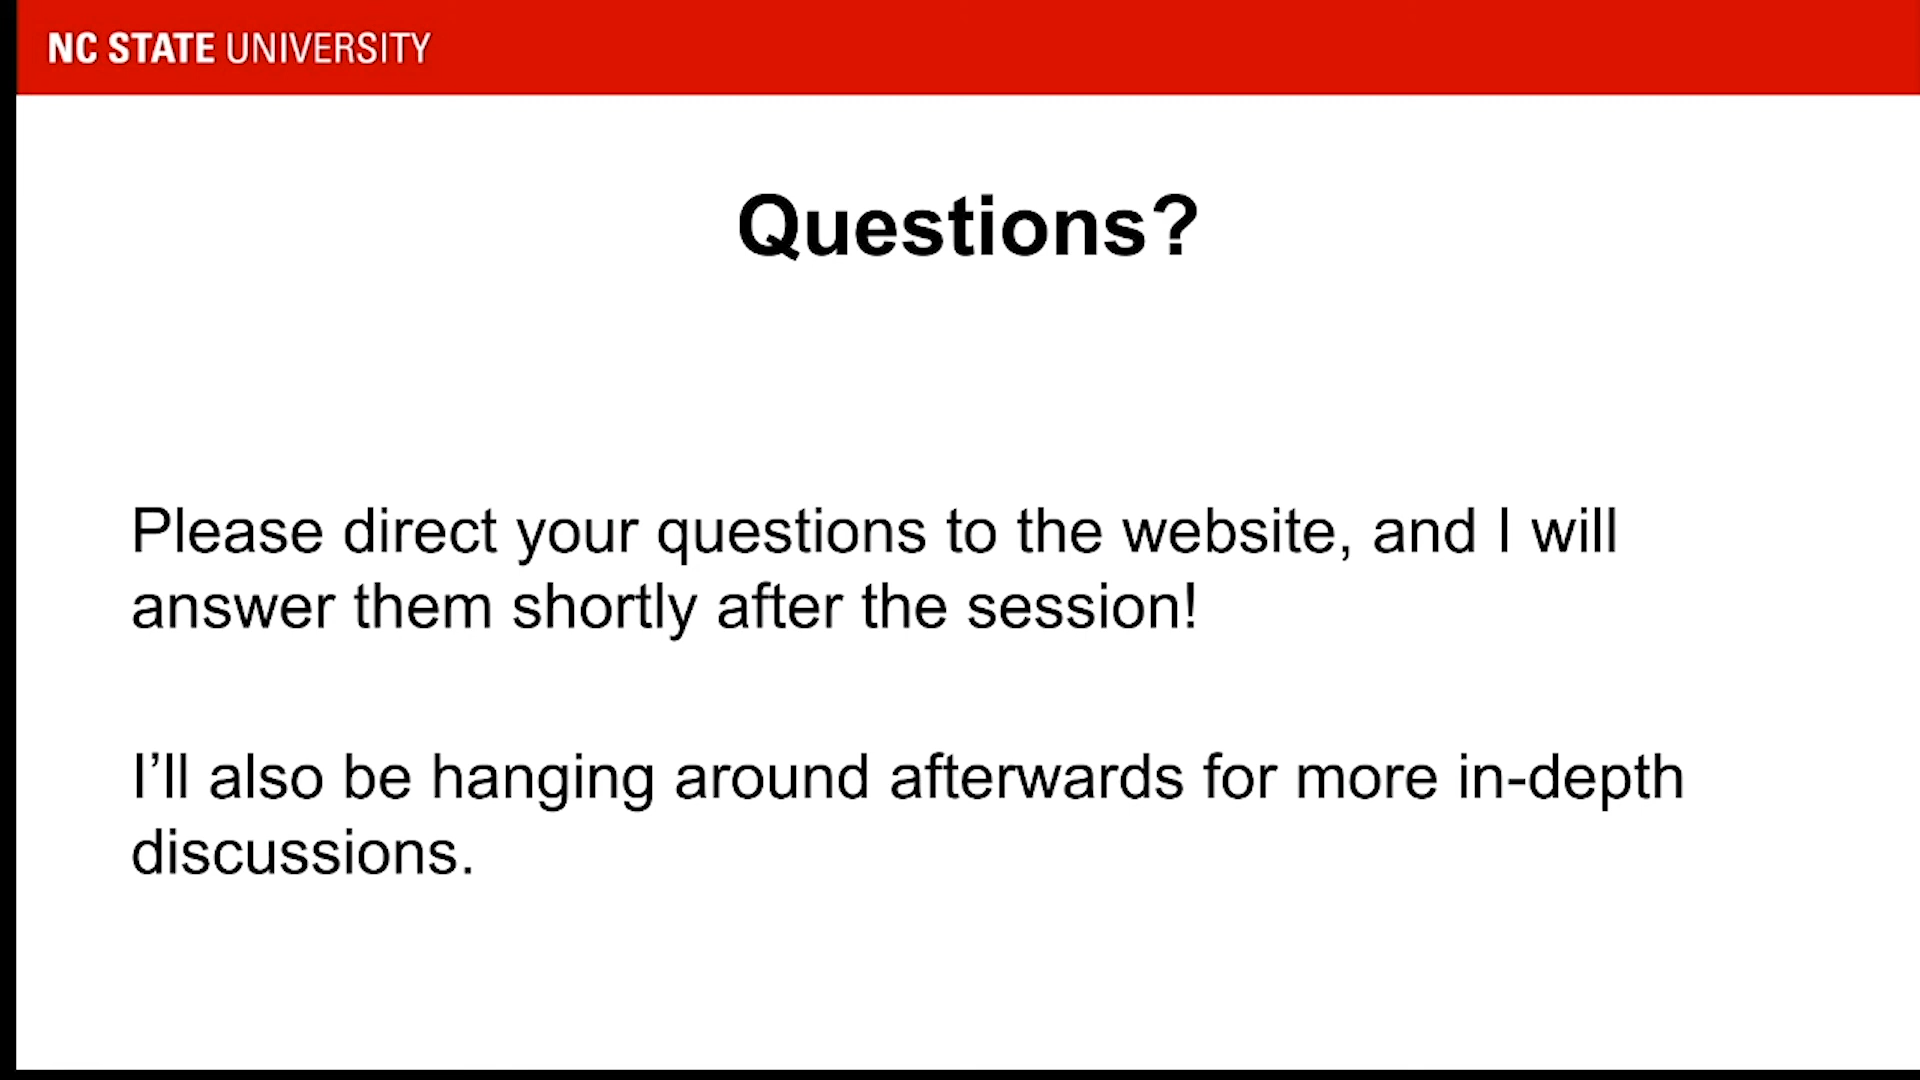 NC STATE UNIVERSITY
Questions?
Please direct your questions to the website, and I will
answer them shortly after the session!
I’ll also be hanging around afterwards for more in-depth
discussions.